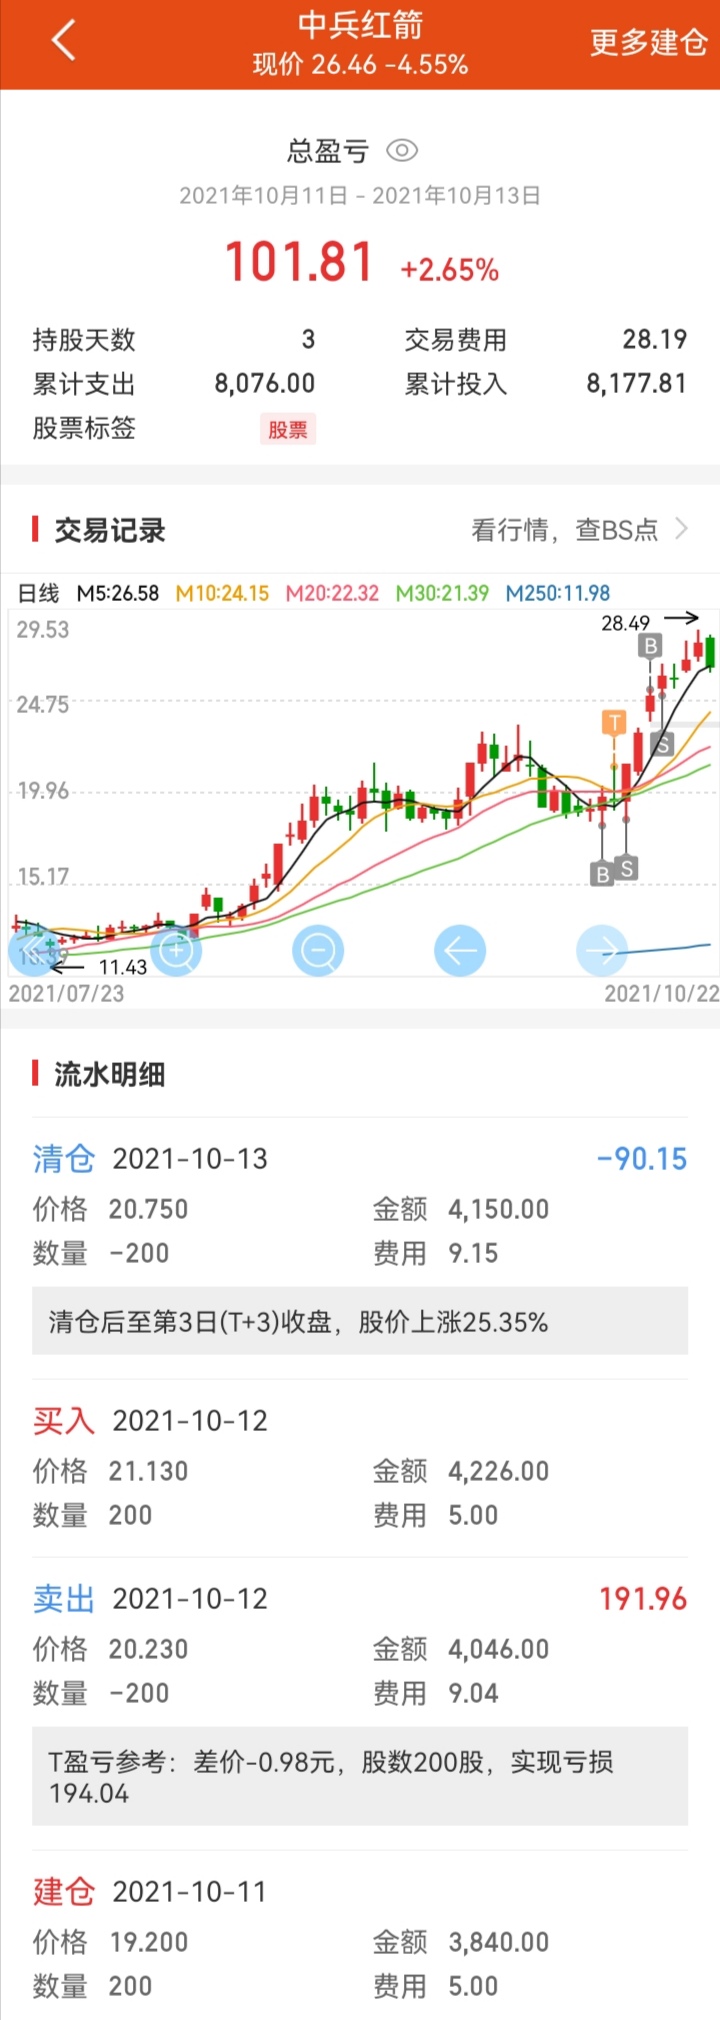 中兵红箭
现价 26.46 -4.55%
更多建仓
总盈亏
2021年10月11日 - 2021年10月13日
101.81 +2.65%
持股天数 3 交易费用 28.19
累计支出 8,076.00 累计投入 8,177.81
股票标签 股票
交易记录 看行情，查BS点
日线 M5:26.58 M10:24.15 M20:22.32 M30:21.39 M250:11.98
29.53
28.49
B
24.75
T
S
19.96
15.17
B S
11.43
2021/07/23 2021/10/22
流水明细
清仓 2021-10-13 -90.15
价格 20.750 金额 4,150.00
数量 -200 费用 9.15
清仓后至第3日(T+3)收盘，股价上涨25.35%
买入 2021-10-12
价格 21.130 金额 4,226.00
数量 200 费用 5.00
卖出 2021-10-12 191.96
价格 20.230 金额 4,046.00
数量 -200 费用 9.04
T盈亏参考：差价-0.98元，股数200股，实现亏损
194.04
建仓 2021-10-11
价格 19.200 金额 3,840.00
数量 200 费用 5.00